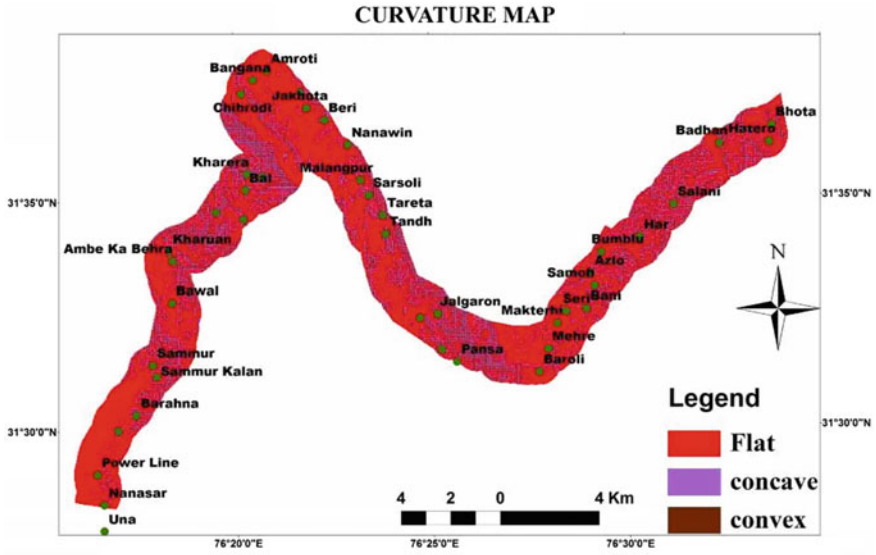 CURVATURE MAP
Amroti
Bangana
Jakhota
Chibrodi
Beri
Nanawin
Bhota
Badhan Hatero
Kharera
Malangpur
Bal
Sarsoli
Salani
31°35'0"N
31°35'0"N
Tareta
Tandh
Har
Kharuan
Bumblu
Ambe Ka Behra
Azlo
N
Samoh
Bawal
Seri Bani
Jalgaron
Makterhi
Mehre
Pansa
Baroli
Sammur
Sammur Kalan
Barahna
Legend
31°30'0"N
31°30'0"N
Flat
Power Line
concave
Nanasar
4 2 0 4 Km
convex
Una
76°20'0"E
76°25'0"E
76°30'0"E